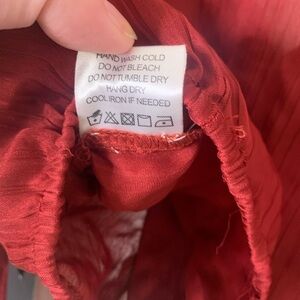 HAND WASH COLD
DO NOT BLEACH
DO NOT TUMBLE DRY
HANG DRY
COOL IRON IF NEEDED